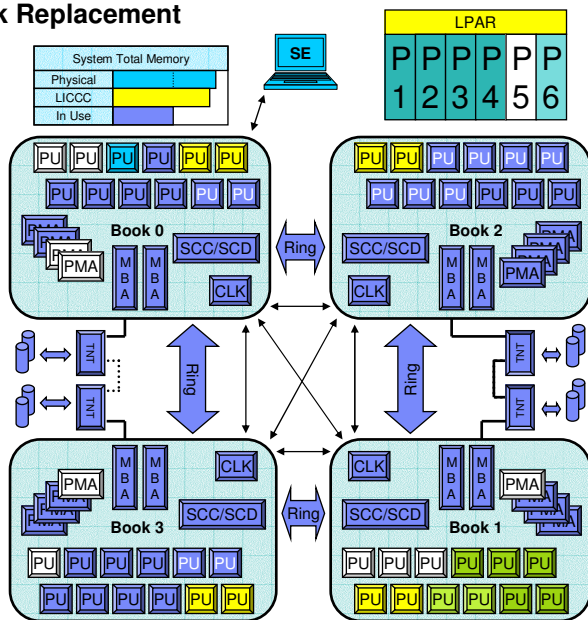 k Replacement
System Total Memory
Physical
LICCC
In Use
SE
LPAR
P P P P P P
1 2 3 4 5 6
PU PU PU PU PU PU
PU PU PU PU PU PU
Book 0
PMA
MBA
MBA
SCC/SCD
CLK
Ring
PU PU PU PU PU PU
PU PU PU PU PU PU
Book 2
SCC/SCD
CLK
MBA
MBA
PMA
TNT
TNT
Ring
Ring
TNT
TNT
PMA
MBA
MBA
CLK
SCC/SCD
Book 3
PU PU PU PU PU PU
PU PU PU PU PU PU
Ring
CLK
SCC/SCD
MBA
MBA
PMA
Book 1
PU PU PU PU PU PU
PU PU PU PU PU PU